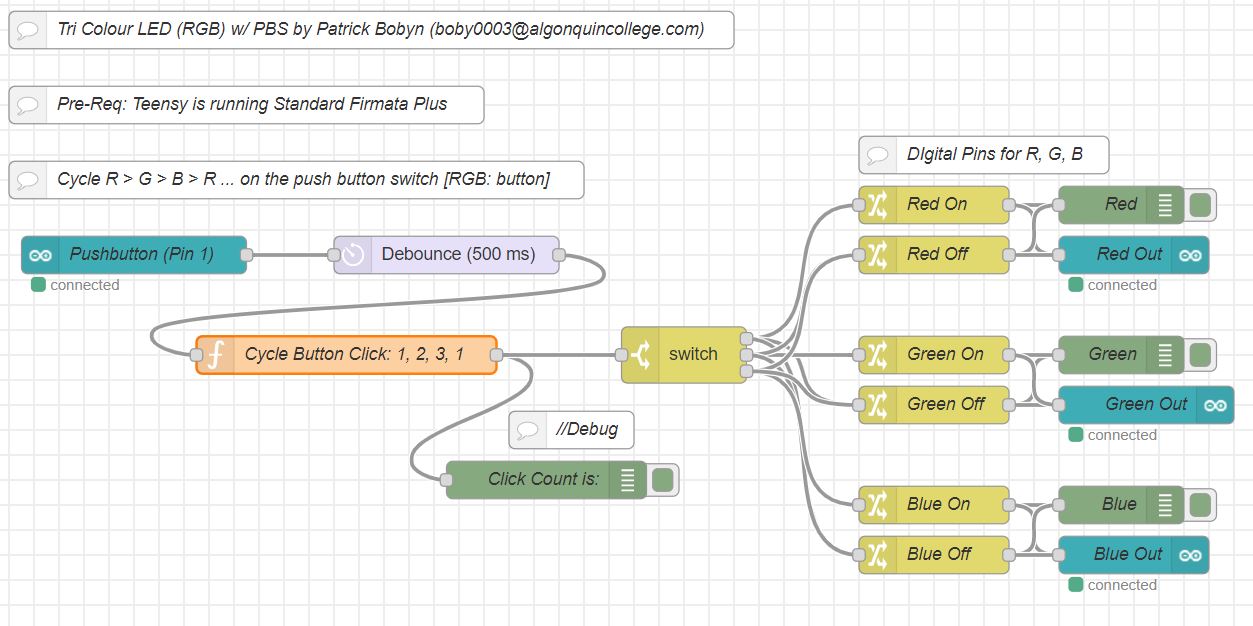 Tri Colour LED (RGB) w/ PBS by Patrick Bobyn (boby0003@algonquincollege.com)
Pre-Req: Teensy is running Standard Firmata Plus
Cycle R > G > B > R ... on the push button switch [RGB: button]
Pushbutton (Pin 1)
connected
Debounce (500 ms)
Cycle Button Click: 1, 2, 3, 1
switch
//Debug
Click Count is:
DIgital Pins for R, G, B
Red On
Red
Red Off
Red Out
connected
Green On
Green
Green Off
Green Out
connected
Blue On
Blue
Blue Off
Blue Out
connected